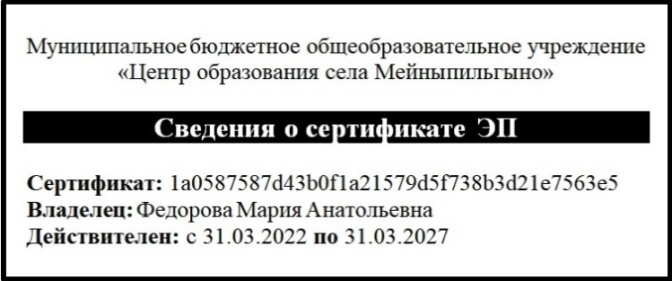 Муниципальное бюджетное общеобразовательное учреждение
«Центр образования села Мейныпильгыно»
Сведения о сертификате ЭП
Сертификат: 1a0587587d43b0f1a21579d5f738b3d21e7563e5
Владелец: Федорова Мария Анатольевна
Действителен: с 31.03.2022 по 31.03.2027